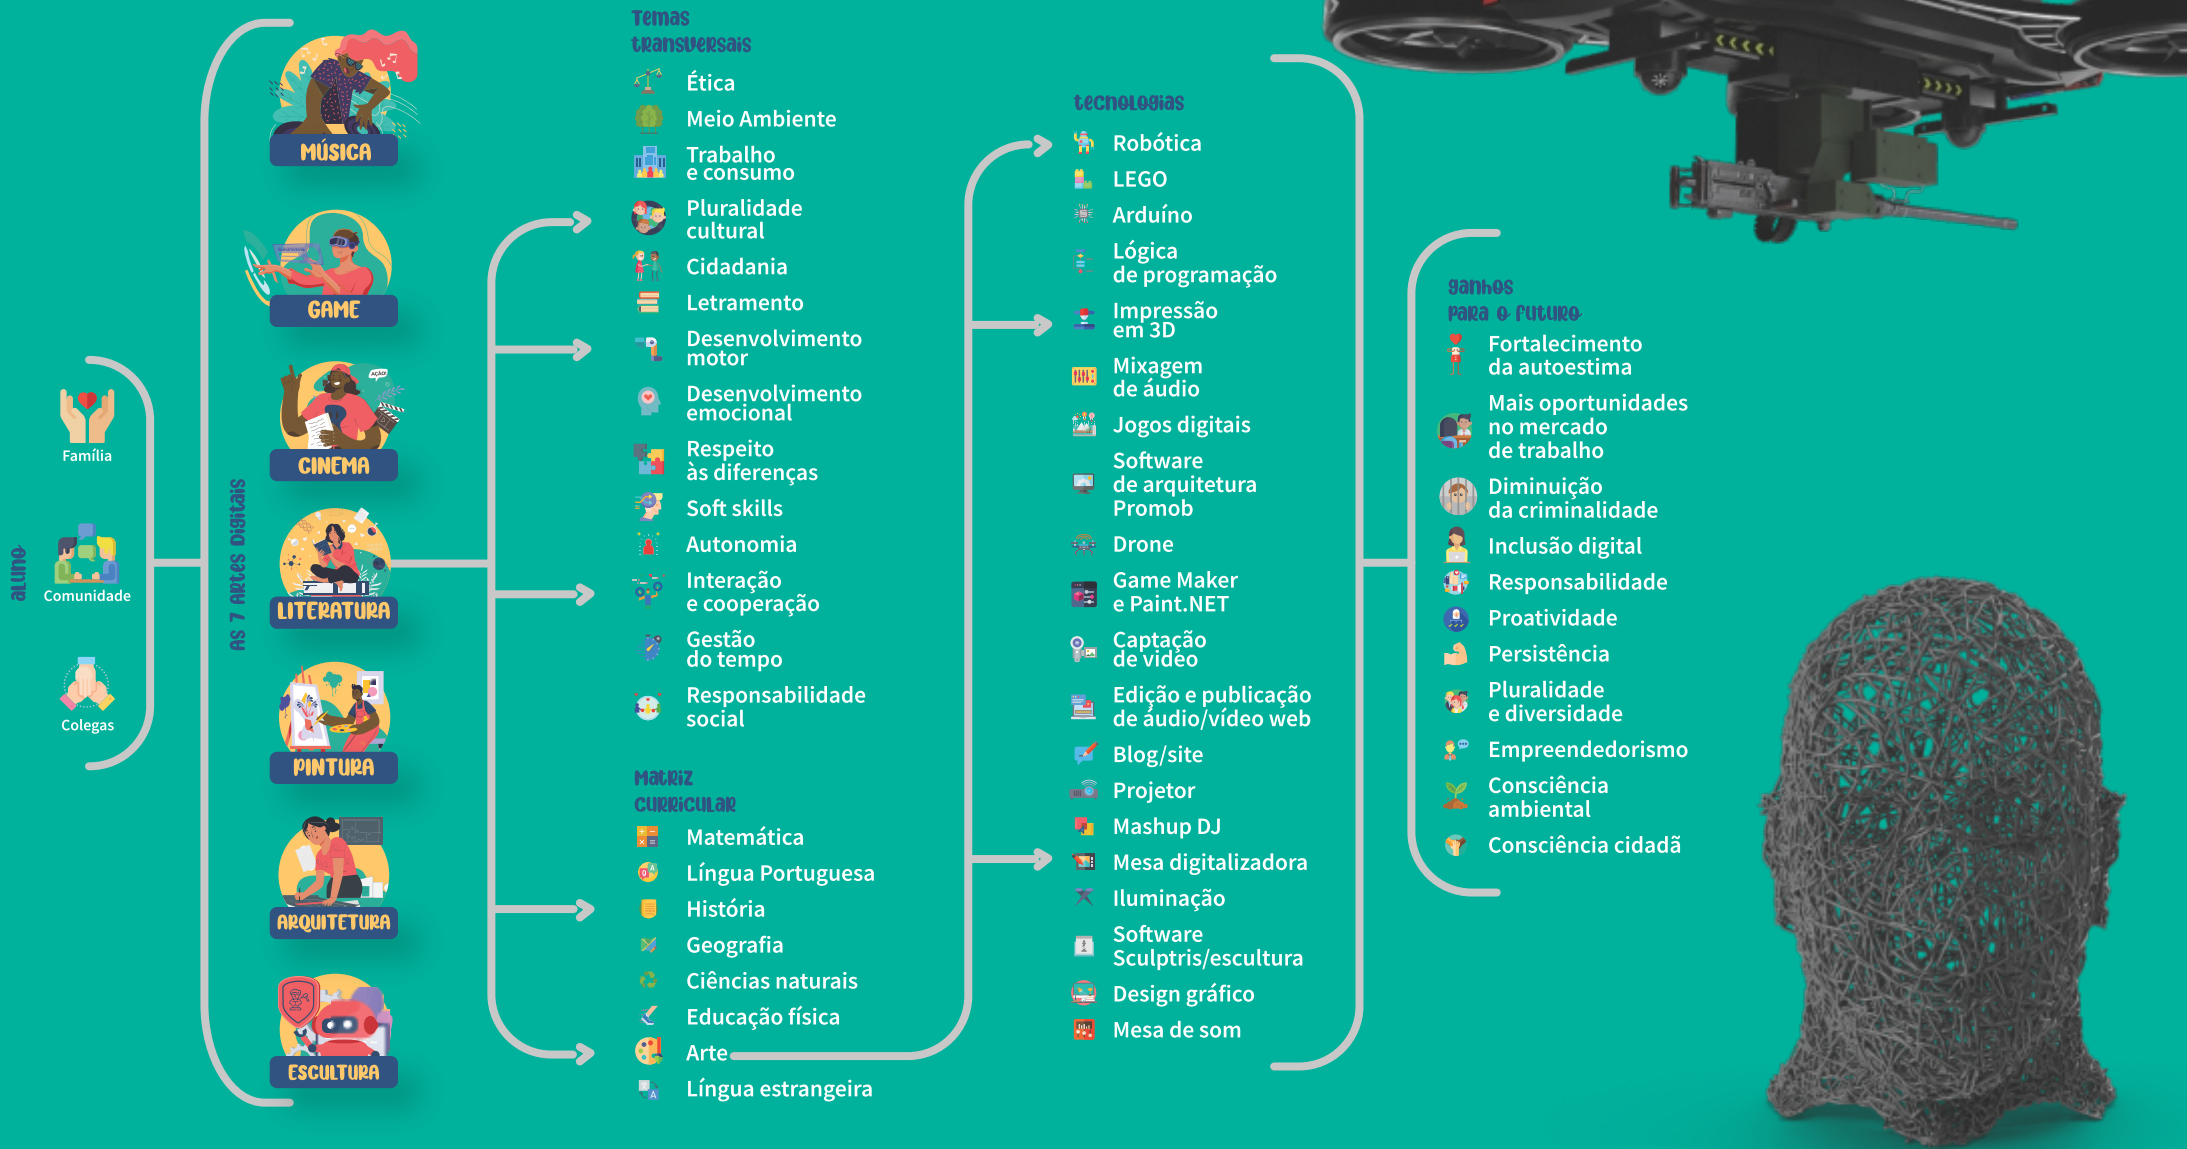 aluno
Família
Comunidade
Colegas
as 7 artes digitais
MÚSICA
GAME
AÇÃO!
CINEMA
LITERATURA
PINTURA
ARQUITETURA
ESCULTURA
Temas
transversais
Ética
Meio Ambiente
Trabalho
e consumo
Pluralidade
cultural
Cidadania
Letramento
Desenvolvimento
motor
Desenvolvimento
emocional
Respeito
às diferenças
Soft skills
Autonomia
Interação
e cooperação
Gestão
do tempo
Responsabilidade
social
Matriz
curricular
Matemática
Língua Portuguesa
História
Geografia
Ciências naturais
Educação física
Arte
Língua estrangeira
tecnologias
Robótica
LEGO
Arduíno
Lógica
de programação
Impressão
em 3D
Mixagem
de áudio
Jogos digitais
Software
de arquitetura
Promob
Drone
Game Maker
e Paint.NET
Captação
de vídeo
Edição e publicação
de áudio/vídeo web
Blog/site
Projetor
Mashup DJ
Mesa digitalizadora
Iluminação
Software
Sculptris/escultura
Design gráfico
Mesa de som
ganhos
para o futuro
Fortalecimento
da autoestima
Mais oportunidades
no mercado
de trabalho
Diminuição
da criminalidade
Inclusão digital
Responsabilidade
Proatividade
Persistência
Pluralidade
e diversidade
Empreendedorismo
Consciência
ambiental
Consciência cidadã